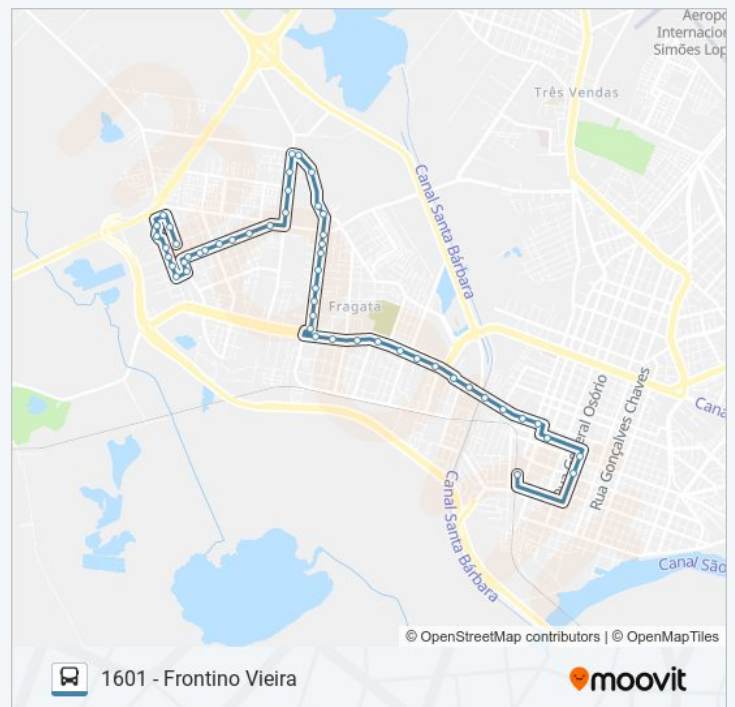 Aeropo
Internacion
Simões Lop
Três Vendas
Canal Santa Bárbara
Fragata
Rua General Osório
Rua Gonçalves Chaves
Cana
Canal Santa Bárbara
Canal São
© OpenStreetMap contributors | © OpenMapTiles
1601 - Frontino Vieira
moovit